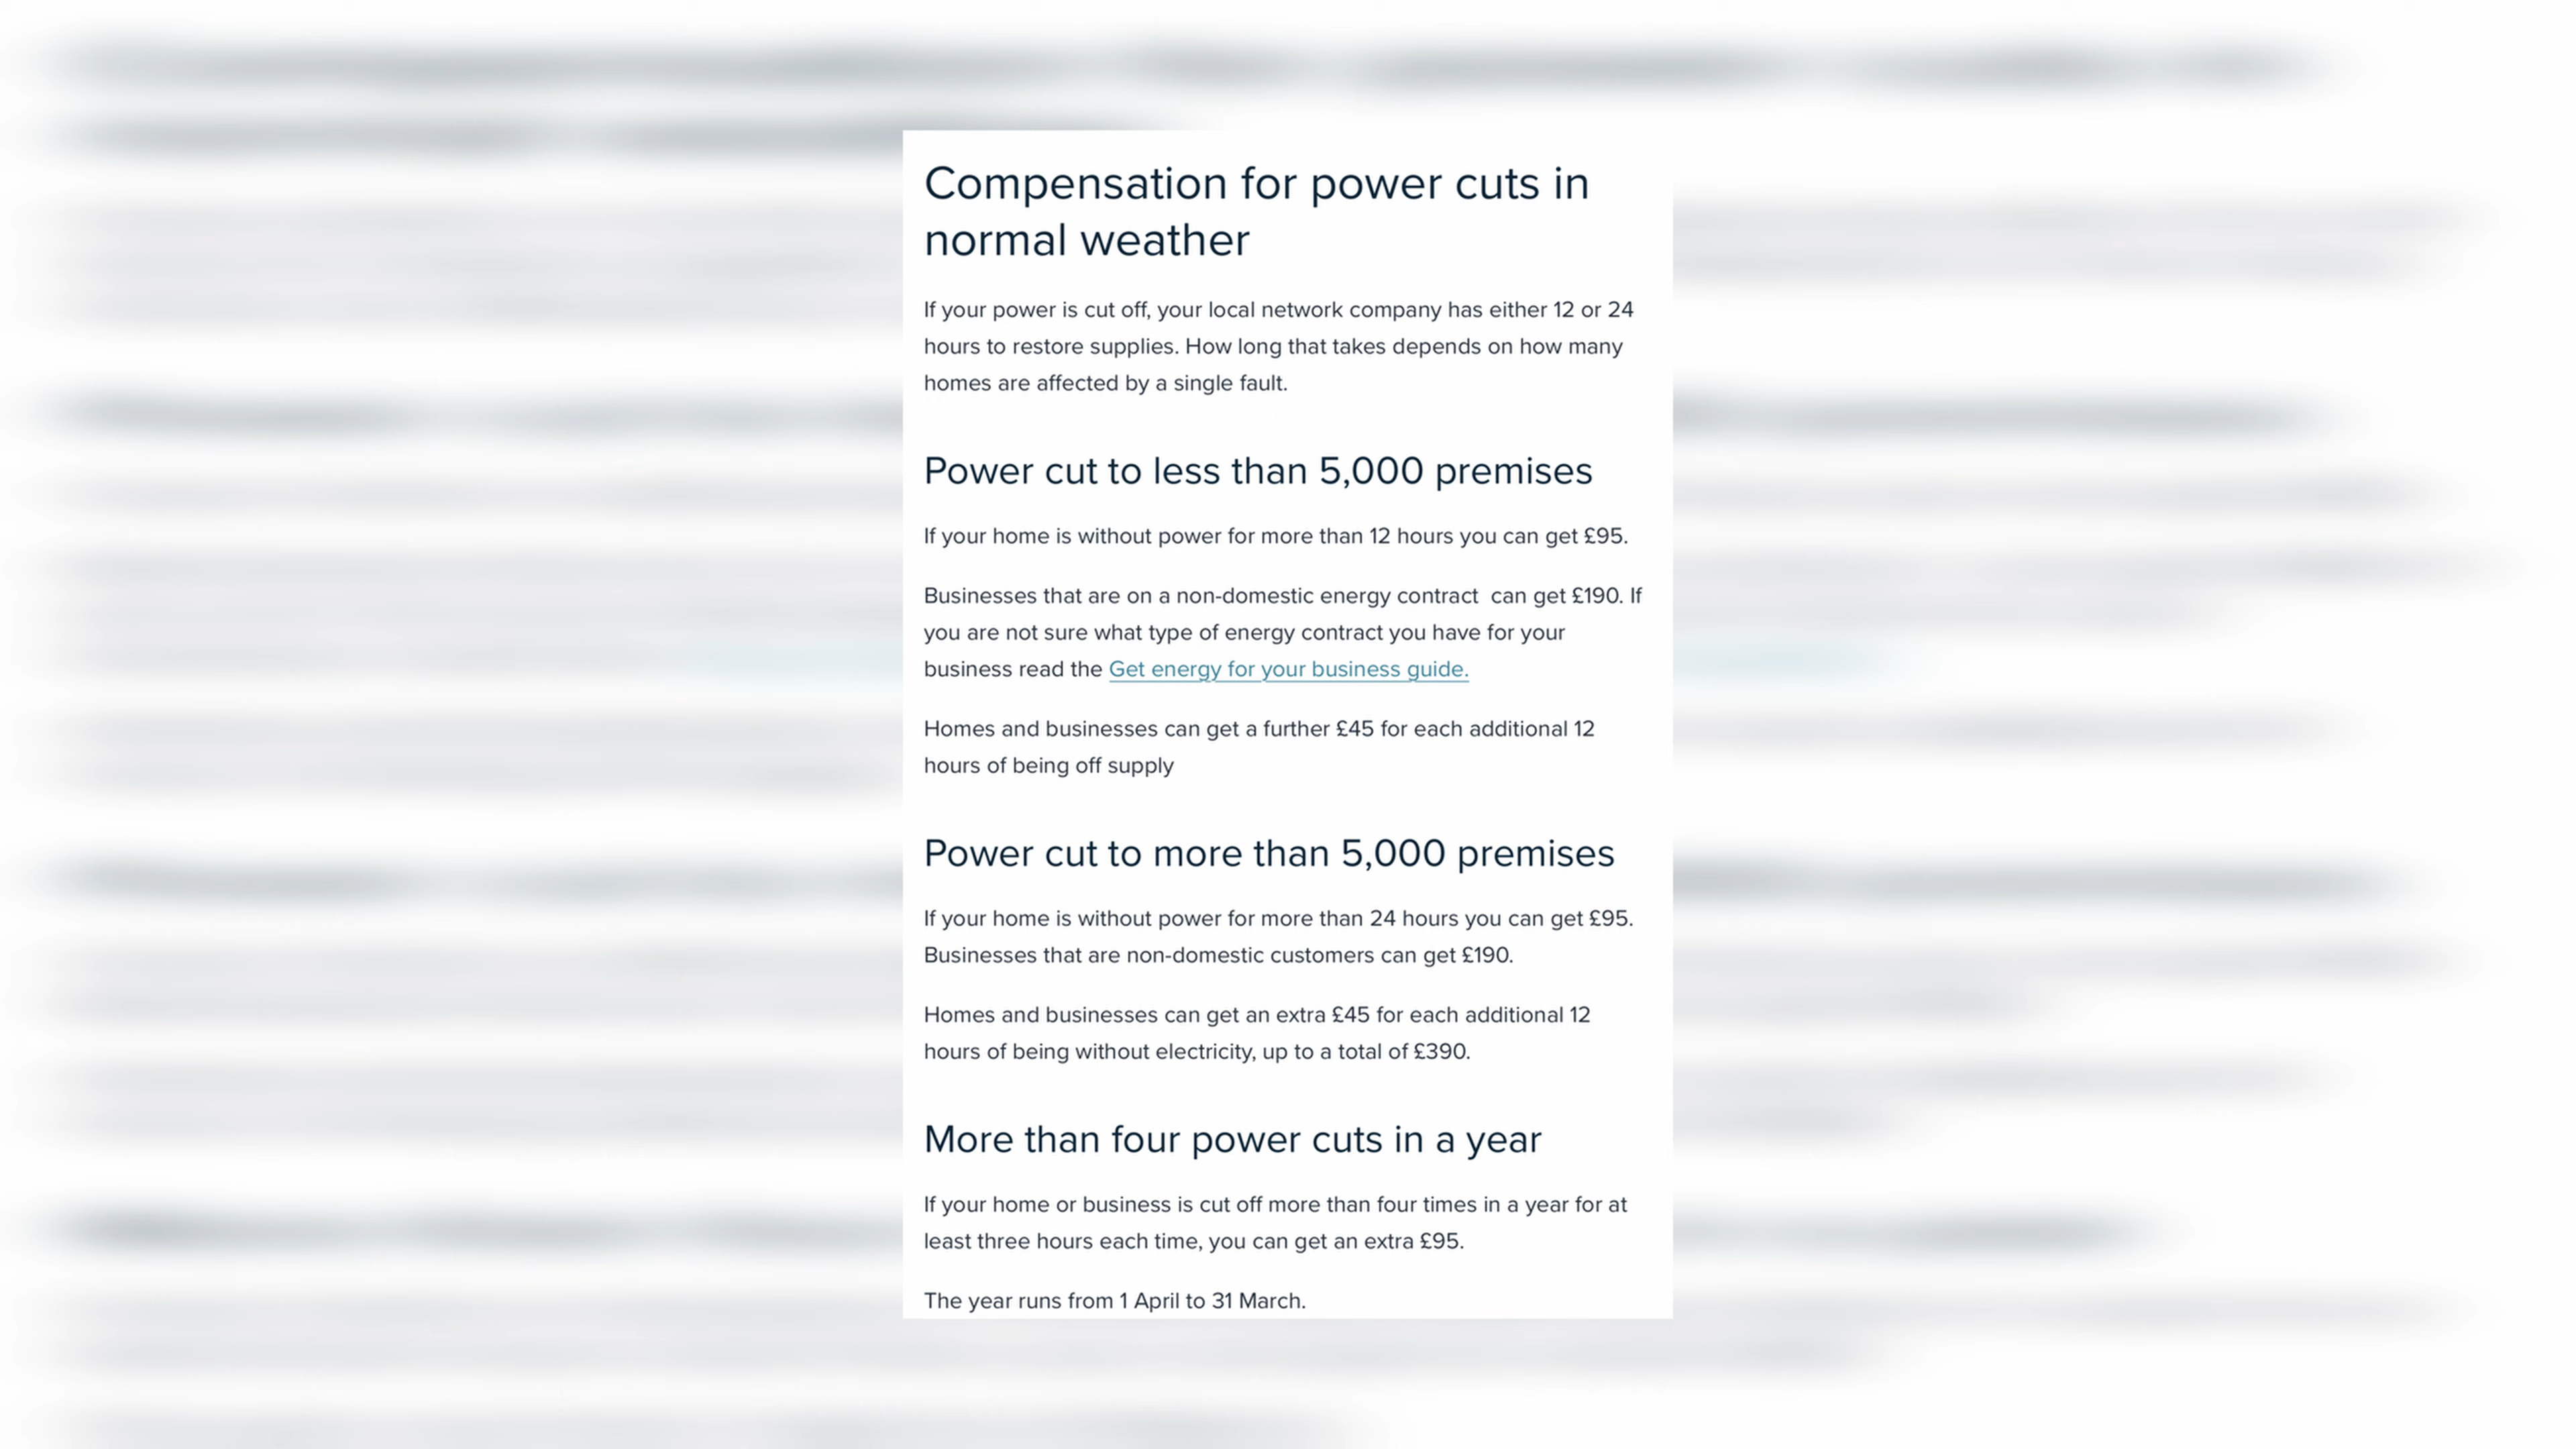 Compensation for power cuts in
normal weather
If your power is cut off, your local network company has either 12 or 24
hours to restore supplies. How long that takes depends on how many
homes are affected by a single fault.
Power cut to less than 5,000 premises
If your home is without power for more than 12 hours you can get £95.
Businesses that are on a non-domestic energy contract  can get £190. If
you are not sure what type of energy contract you have for your
business read the Get energy for your business guide.
Homes and businesses can get a further £45 for each additional 12
hours of being off supply
Power cut to more than 5,000 premises
If your home is without power for more than 24 hours you can get £95.
Businesses that are non-domestic customers can get £190.
Homes and businesses can get an extra £45 for each additional 12
hours of being without electricity, up to a total of £390.
More than four power cuts in a year
If your home or business is cut off more than four times in a year for at
least three hours each time, you can get an extra £95.
The year runs from 1 April to 31 March.